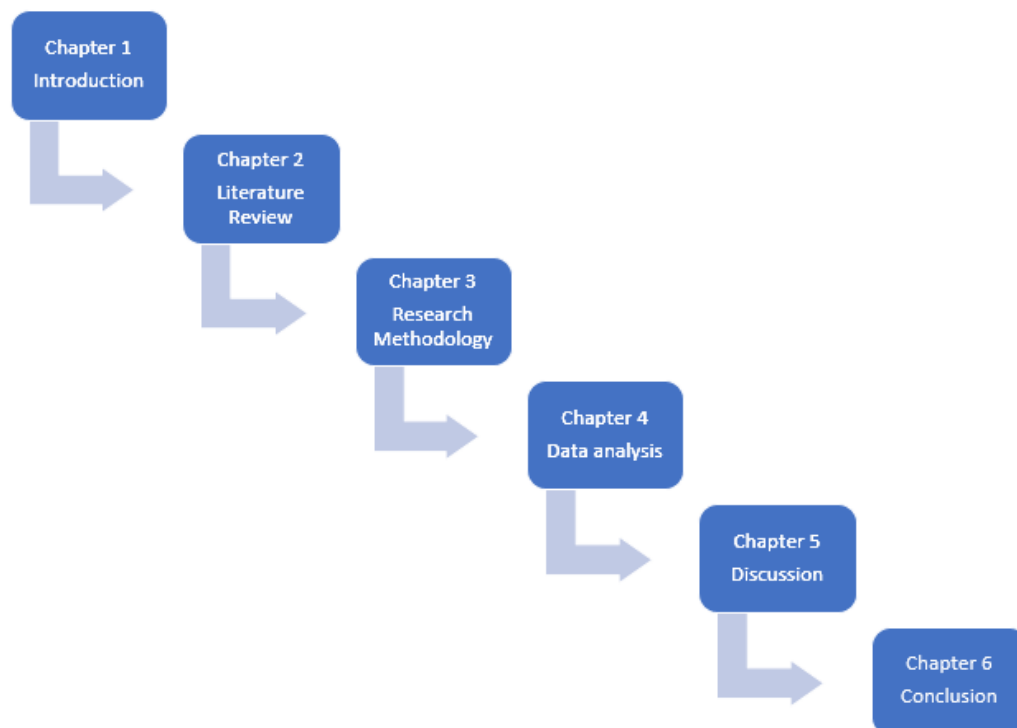 Chapter 1
Introduction
Chapter 2
Literature
Review
Chapter 3
Research
Methodology
Chapter 4
Data analysis
Chapter 5
Discussion
Chapter 6
Conclusion